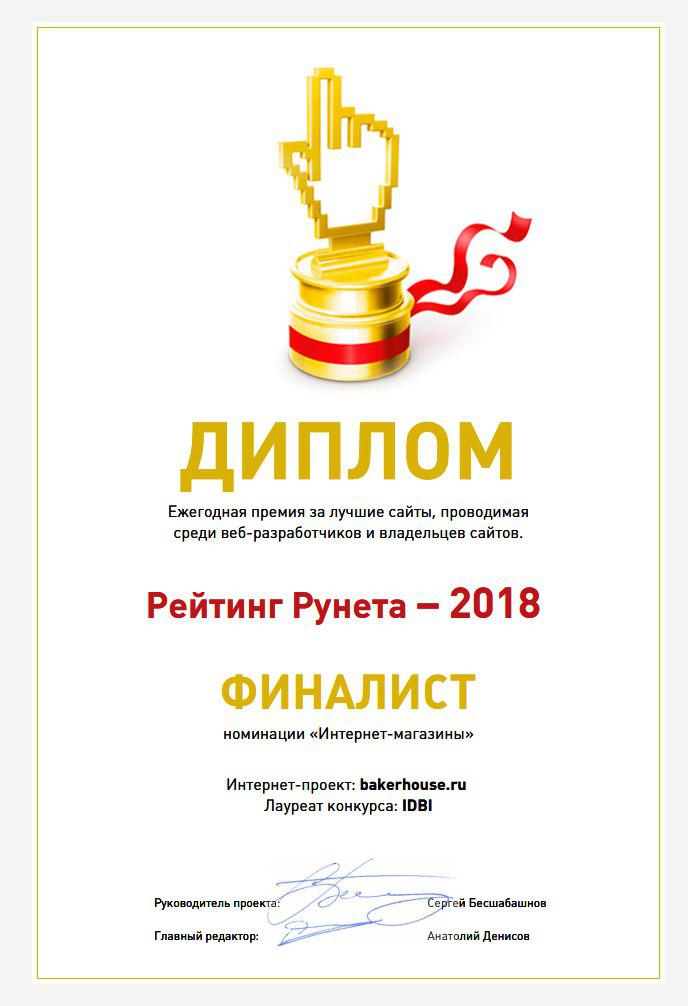 ДИПЛОМ
Ежегодная премия за лучшие сайты, проводимая
среди веб-разработчиков и владельцев сайтов.
Рейтинг Рунета – 2018
ФИНАЛИСТ
номинации «Интернет-магазины»
Интернет-проект: bakerhouse.ru
Лауреат конкурса: IDBI
Руководитель проекта: Сергей Бесшабашнов
Главный редактор: Анатолий Денисов